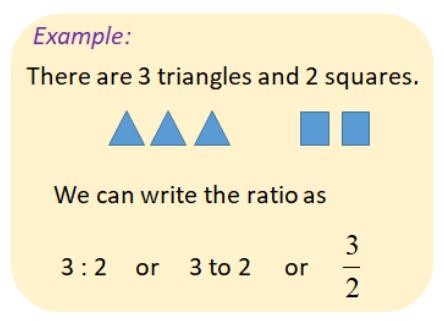 Example:
There are 3 triangles and 2 squares.
We can write the ratio as
3 : 2 or 3 to 2 or 3/2